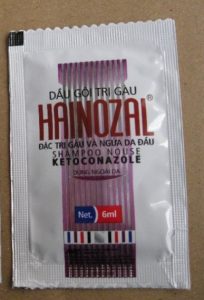 DẦU GỘI TRỊ GÀU
HAINOZAL®
ĐẶC TRỊ GÀU VÀ NGỨA DA ĐẦU
SHAMPOO NOUSE
KETOCONAZOLE
DÙNG NGOÀI DA
Net. 6ml